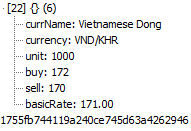 [22] {} (6)
currName: Vietnamese Dong
currency: VND/KHR
unit: 1000
buy: 172
sell: 170
basicRate: 171.00
1755fb744119a240ce745d63a4262946